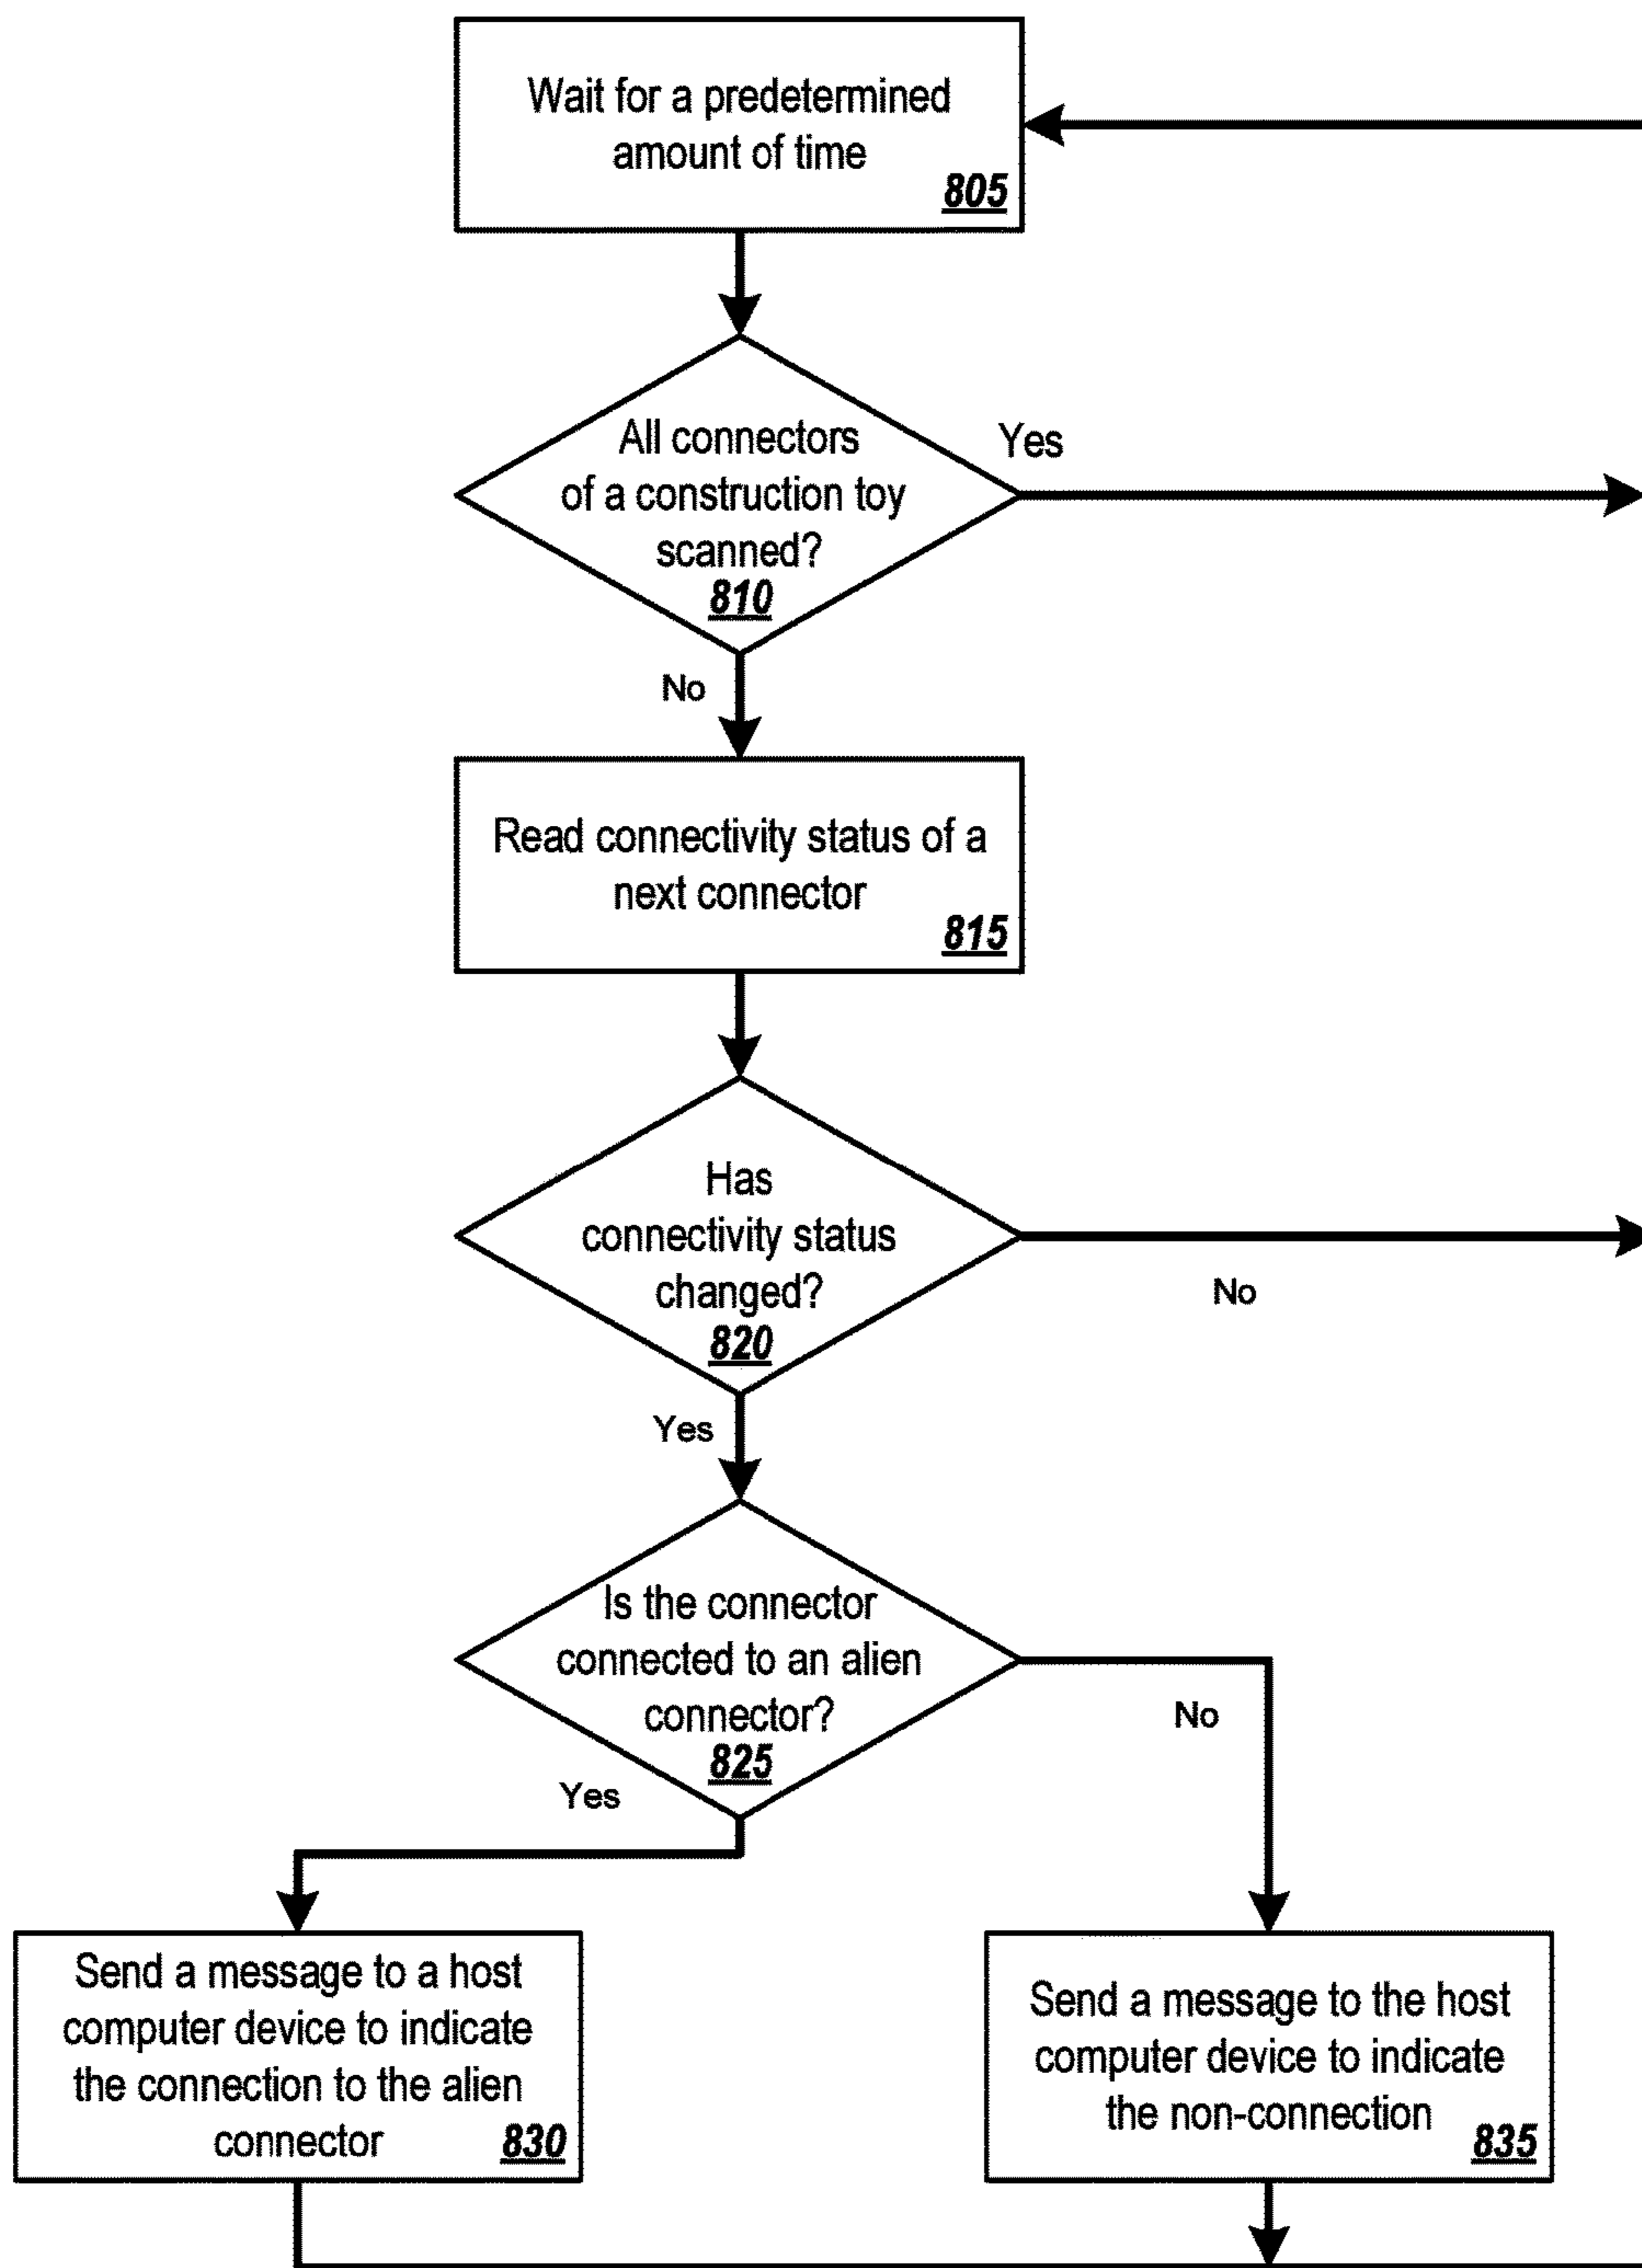 Wait for a predetermined
amount of time
805
All connectors
of a construction toy
scanned?
810
Yes
No
Read connectivity status of a
next connector
815
Has
connectivity status
changed?
820
No
Yes
Is the connector
connected to an alien
connector?
825
No
Yes
Send a message to a host
computer device to indicate
the connection to the alien
connector
830
Send a message to the host
computer device to indicate
the non-connection
835